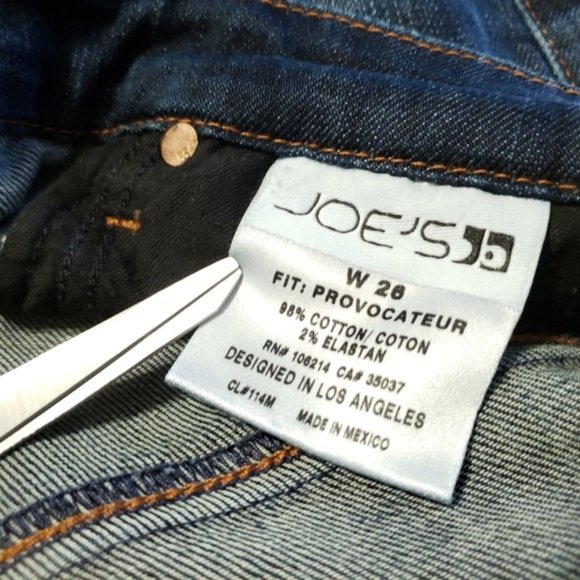 JOE'S
W 26
FIT: PROVOCATEUR
98% COTTON/ COTON
2% ELASTAN
RN# 106214 CA# 35037
DESIGNED IN LOS ANGELES
CL#114M MADE IN MEXICO